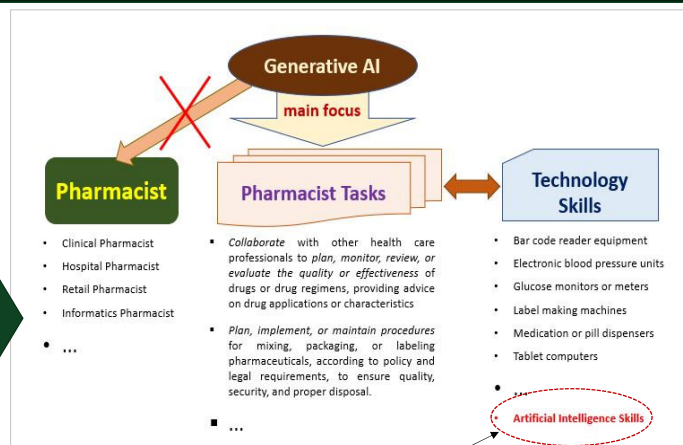 Generative AI
main focus
Pharmacist
• Clinical Pharmacist
• Hospital Pharmacist
• Retail Pharmacist
• Informatics Pharmacist
• ...
Pharmacist Tasks
▪ Collaborate with other health care
professionals to plan, monitor, review, or
evaluate the quality or effectiveness of
drugs or drug regimens, providing advice
on drug applications or characteristics
▪ Plan, implement, or maintain procedures
for mixing, packaging, or labeling
pharmaceuticals, according to policy and
legal requirements, to ensure quality,
security, and proper disposal.
▪ ...
Technology
Skills
• Bar code reader equipment
• Electronic blood pressure units
• Glucose monitors or meters
• Label making machines
• Medication or pill dispensers
• Tablet computers
• ...
• Artificial Intelligence Skills